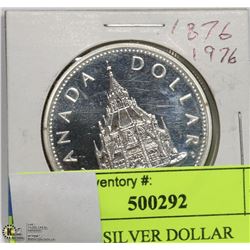 1876
1976
CANADA DOLLAR
nventory #:
500292
SILVER DOLLAR